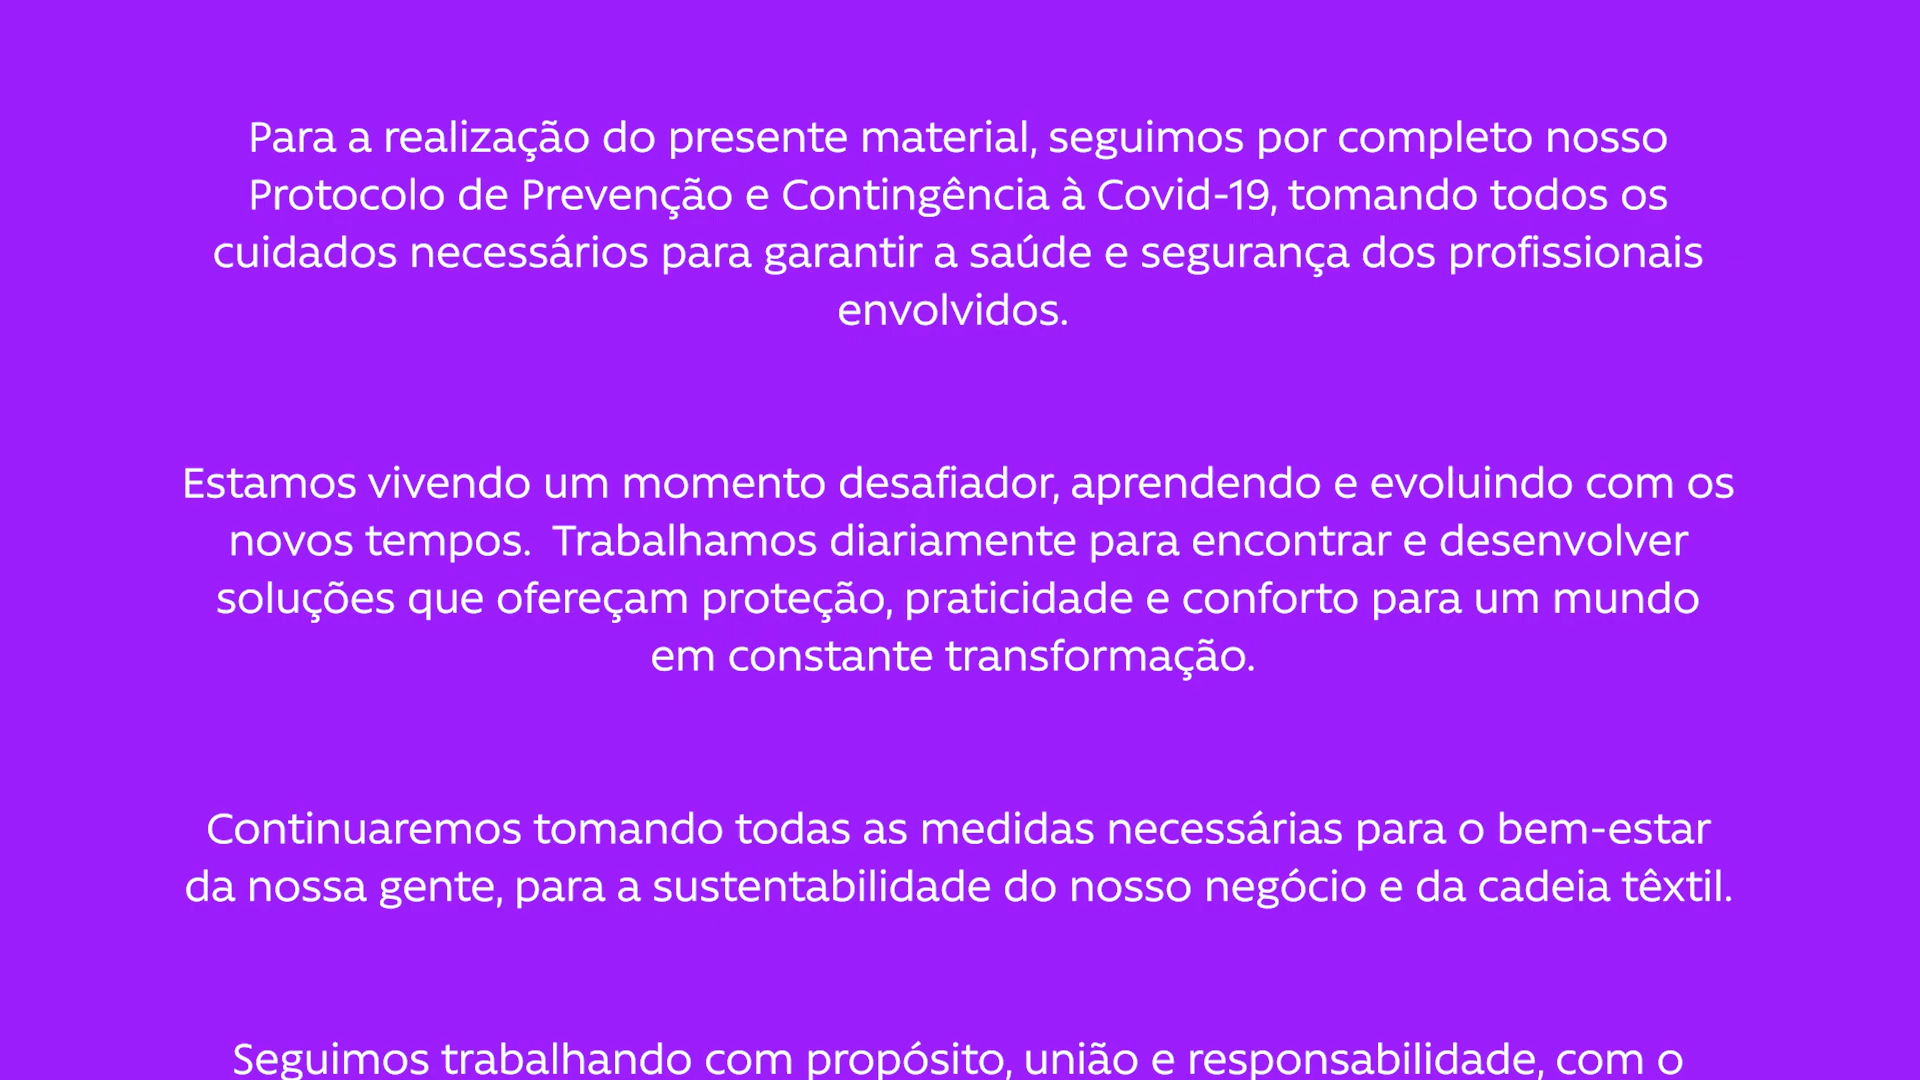 Para a realização do presente material, seguimos por completo nosso
Protocolo de Prevenção e Contingência à Covid-19, tomando todos os
cuidados necessários para garantir a saúde e segurança dos profissionais
envolvidos.
Estamos vivendo um momento desafiador, aprendendo e evoluindo com os
novos tempos.  Trabalhamos diariamente para encontrar e desenvolver
soluções que ofereçam proteção, praticidade e conforto para um mundo
em constante transformação.
Continuaremos tomando todas as medidas necessárias para o bem-estar
da nossa gente, para a sustentabilidade do nosso negócio e da cadeia têxtil.
Seguimos trabalhando com propósito, união e responsabilidade, com o